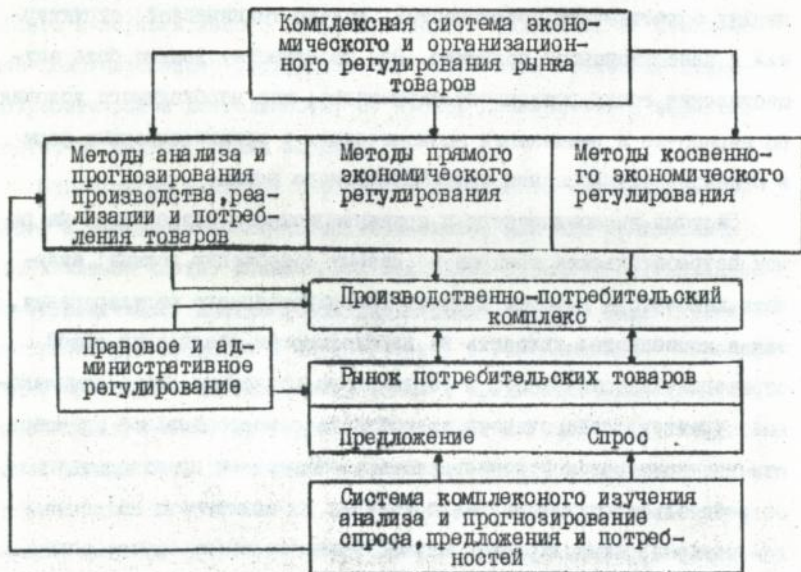 Комплексная система эконо-
мического и организацион-
ного регулирования рынка
товаров
Методы анализа и
прогнозирования
производства,реа-
лизации и потреб-
ления товаров
Методы прямого
экономического
регулирования
Методы косвенно-
го экономического
регулирования
Производственно-потребительский
комплекс
Правовое и ад-
министративное
регулирование
Рынок потребительских товаров
Предложение Спрос
Система комплексного изучения
анализа и прогнозирование
спроса,предложения и потреб-
ностей